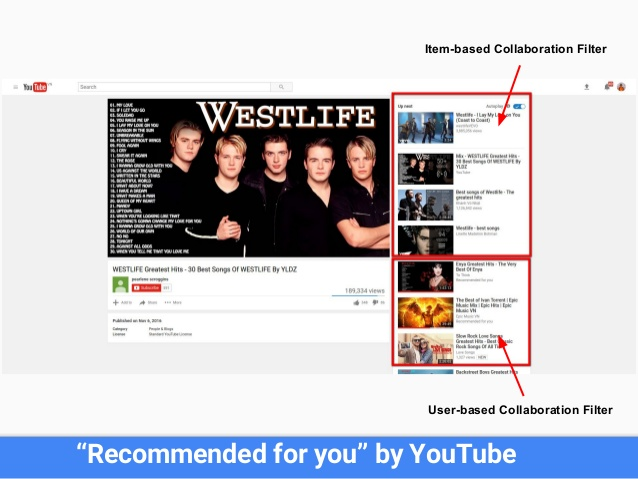 Item-based Collaboration Filter
YouTube
Search
WESTLIFE
01. MY LOVE
02. IF I LET YOU GO
03. SOLEDAD
04. YOU RAISE ME UP
05. I LAY MY LOVE ON YOU
06. SEASON IN THE SUN
07. UNBREAKABLE
08. FLYING WITHOUT WINGS
09. FOOL AGAIN
10. I CRY
11. SWEAR IT AGAIN
12. THE ROSE
13. I WANNA GROW OLD WITH YOU
14. US AGAINST THE WORLD
15. WRITTEN IN THE STARS
16. BEAUTIFUL WORLD
17. WHAT ABOUT NOW
18. I HAVE A DREAM
19. WHAT MAKES A MAN
20. QUEEN OF MY HEART
21. MANDY
22. UPTOWN GIRL
23. WHEN YOU'RE LOOKING LIKE THAT
24. NOTHING'S GONNA CHANGE MY LOVE FOR YOU
25. I WANNA GROW OLD WITH YOU
26. WORLD OF OUR OWN
27. NO NO
28. TONIGHT
29. AGAINST ALL ODDS
30. WHEN YOU TELL ME THAT YOU LOVE ME
WESTLIFE Greatest Hits - 30 Best Songs Of WESTLIFE By YLDZ
Subscribe
189,334 views
Add to Share More
Published on Nov 6, 2016
Category People & Blogs
License Standard YouTube License
Up next Autoplay
Westlife - I Lay My Love on You
(Coast to Coast)
Mix - WESTLIFE Greatest Hits -
30 Best Songs Of WESTLIFE By
YLDZ
YouTube
Best songs of Westlife - The
greatest hits
Westlife - best songs
Enya Greatest Hits - The Very
Best Of Enya
Recommended for you
The Best of Ivan Torrent | Epic
Music Mix | Epic Hits | Epic
Music VN
Epic Music VN
Recommended for you
Slow Rock Love Songs
Greatest Hits - Best Classic
Rock Songs Of All Time
Love Songs
NEW
Backstreet Boys Greatest Hits
User-based Collaboration Filter
“Recommended for you” by YouTube